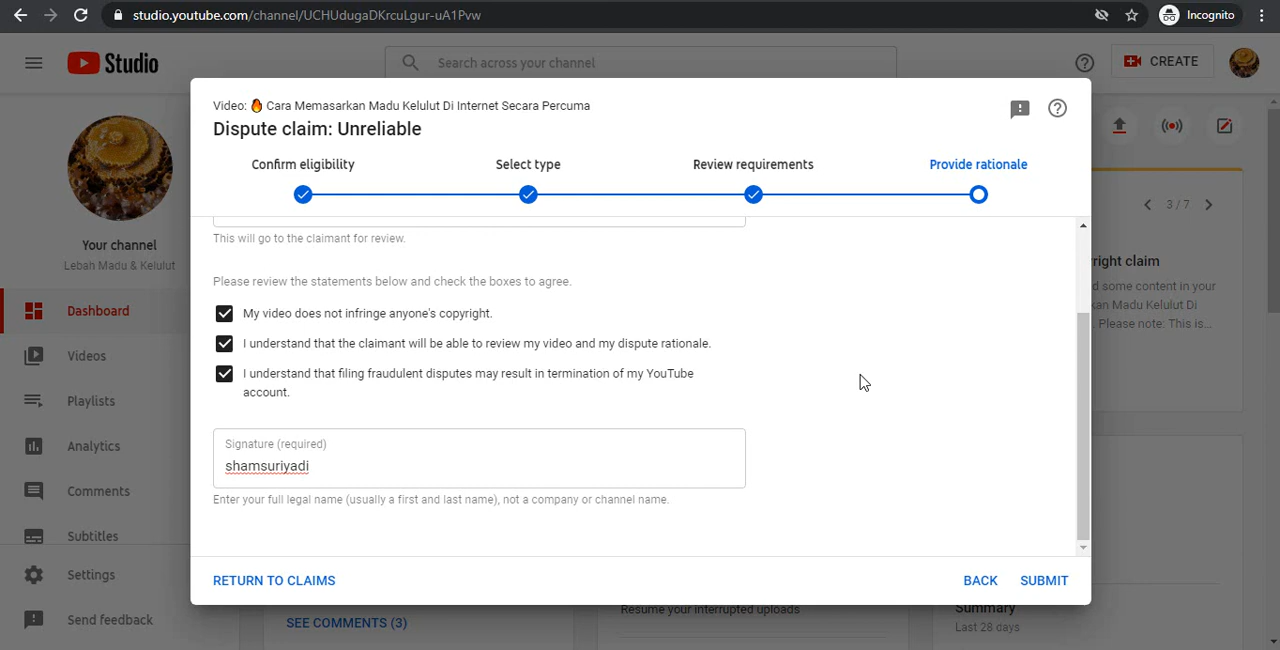 studio.youtube.com/channel/UCHUdugaDKrcuLgur-uA1Pvw
Incognito
Studio
Search across your channel
CREATE
Video: 🔥 Cara Memasarkan Madu Kelulut Di Internet Secara Percuma
Dispute claim: Unreliable
Confirm eligibility
Select type
Review requirements
Provide rationale
This will go to the claimant for review.
Please review the statements below and check the boxes to agree.
My video does not infringe anyone's copyright.
I understand that the claimant will be able to review my video and my dispute rationale.
I understand that filing fraudulent disputes may result in termination of my YouTube
account.
Signature (required)
shamsuriyadi
Enter your full legal name (usually a first and last name), not a company or channel name.
RETURN TO CLAIMS
BACK
SUBMIT
Your channel
Lebah Madu & Kelulut
Dashboard
Videos
Playlists
Analytics
Comments
Subtitles
Settings
Send feedback
3 / 7
right claim
d some content in your
kan Madu Kelulut Di
. Please note: This is...
SEE COMMENTS (3)
Resume your interrupted uploads
Summary
Last 28 days